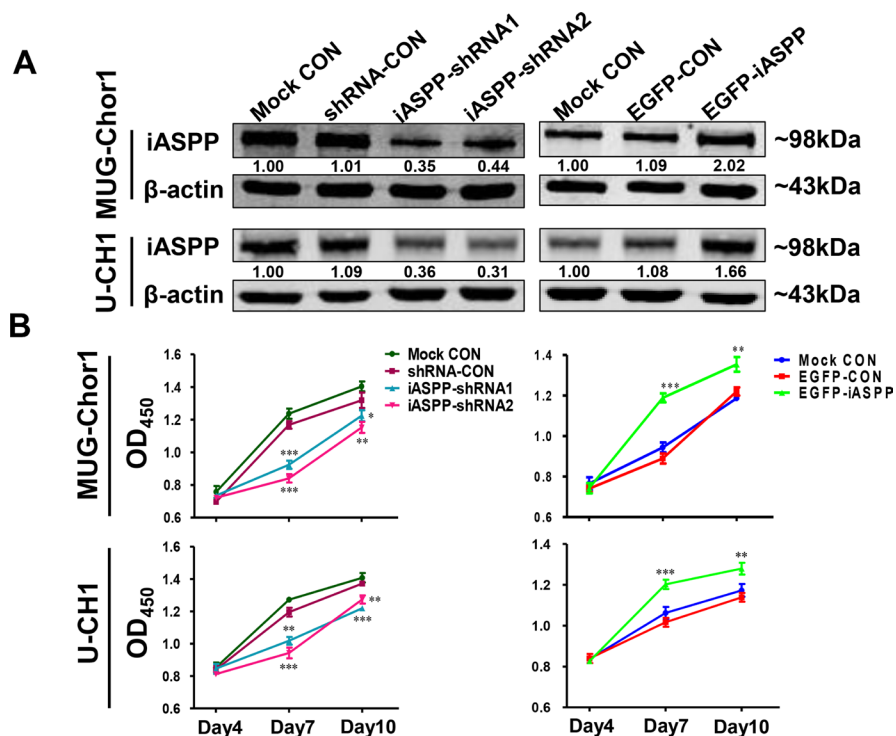 A
Mock CON
shRNA-CON
iASPP-shRNA1
iASPP-shRNA2
Mock CON
EGFP-CON
EGFP-iASPP
MUG-Chor1
iASPP
~98kDa
1.00 1.01 0.35 0.44 1.00 1.09 2.02
β-actin
~43kDa
U-CH1
iASPP
~98kDa
1.00 1.09 0.36 0.31 1.00 1.08 1.66
β-actin
~43kDa
B
MUG-Chor1
OD450
1.6
1.4
1.2
1.0
0.8
0.6
Mock CON
shRNA-CON
iASPP-shRNA1
iASPP-shRNA2
***
***
*
**
1.4
1.2
1.0
0.8
0.6
Mock CON
EGFP-CON
EGFP-iASPP
***
**
U-CH1
OD450
1.6
1.4
1.2
1.0
0.8
0.6
**
***
**
***
Day4 Day7 Day10
1.4
1.2
1.0
0.8
0.6
***
**
Day4 Day7 Day10